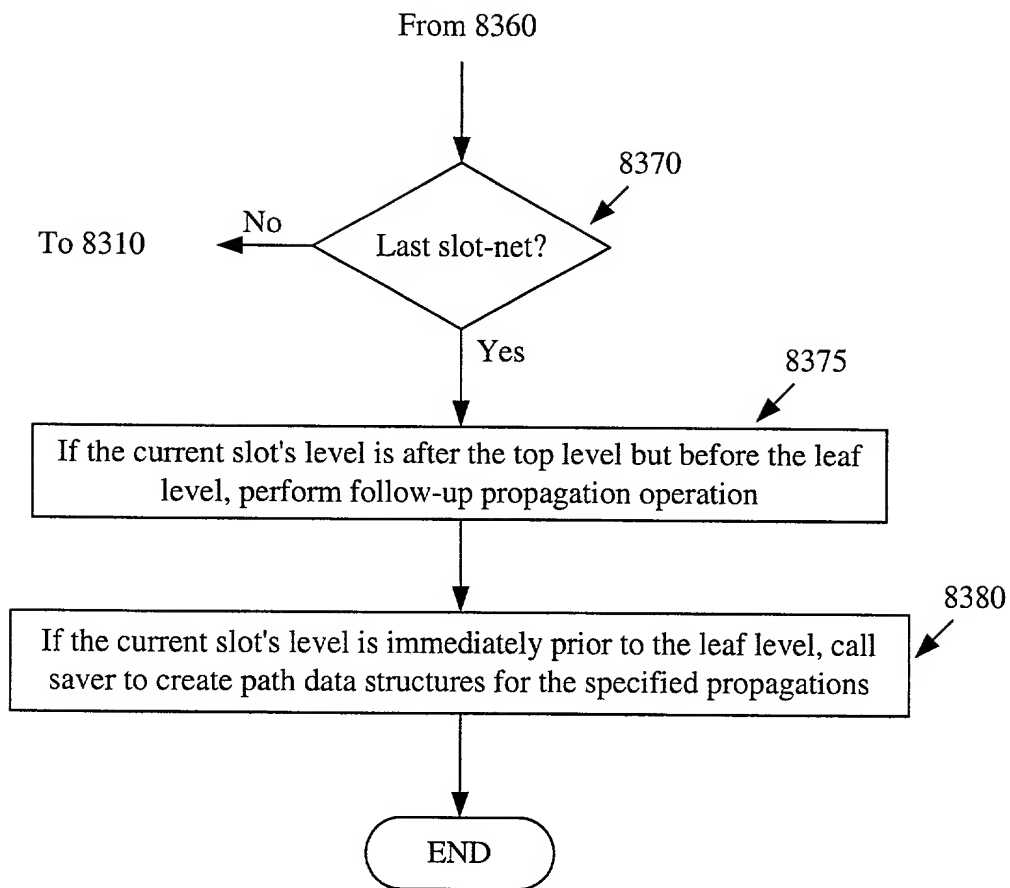 From 8360
8370
No
To 8310
Last slot-net?
Yes
8375
If the current slot's level is after the top level but before the leaf
level, perform follow-up propagation operation
8380
If the current slot's level is immediately prior to the leaf level, call
saver to create path data structures for the specified propagations
END